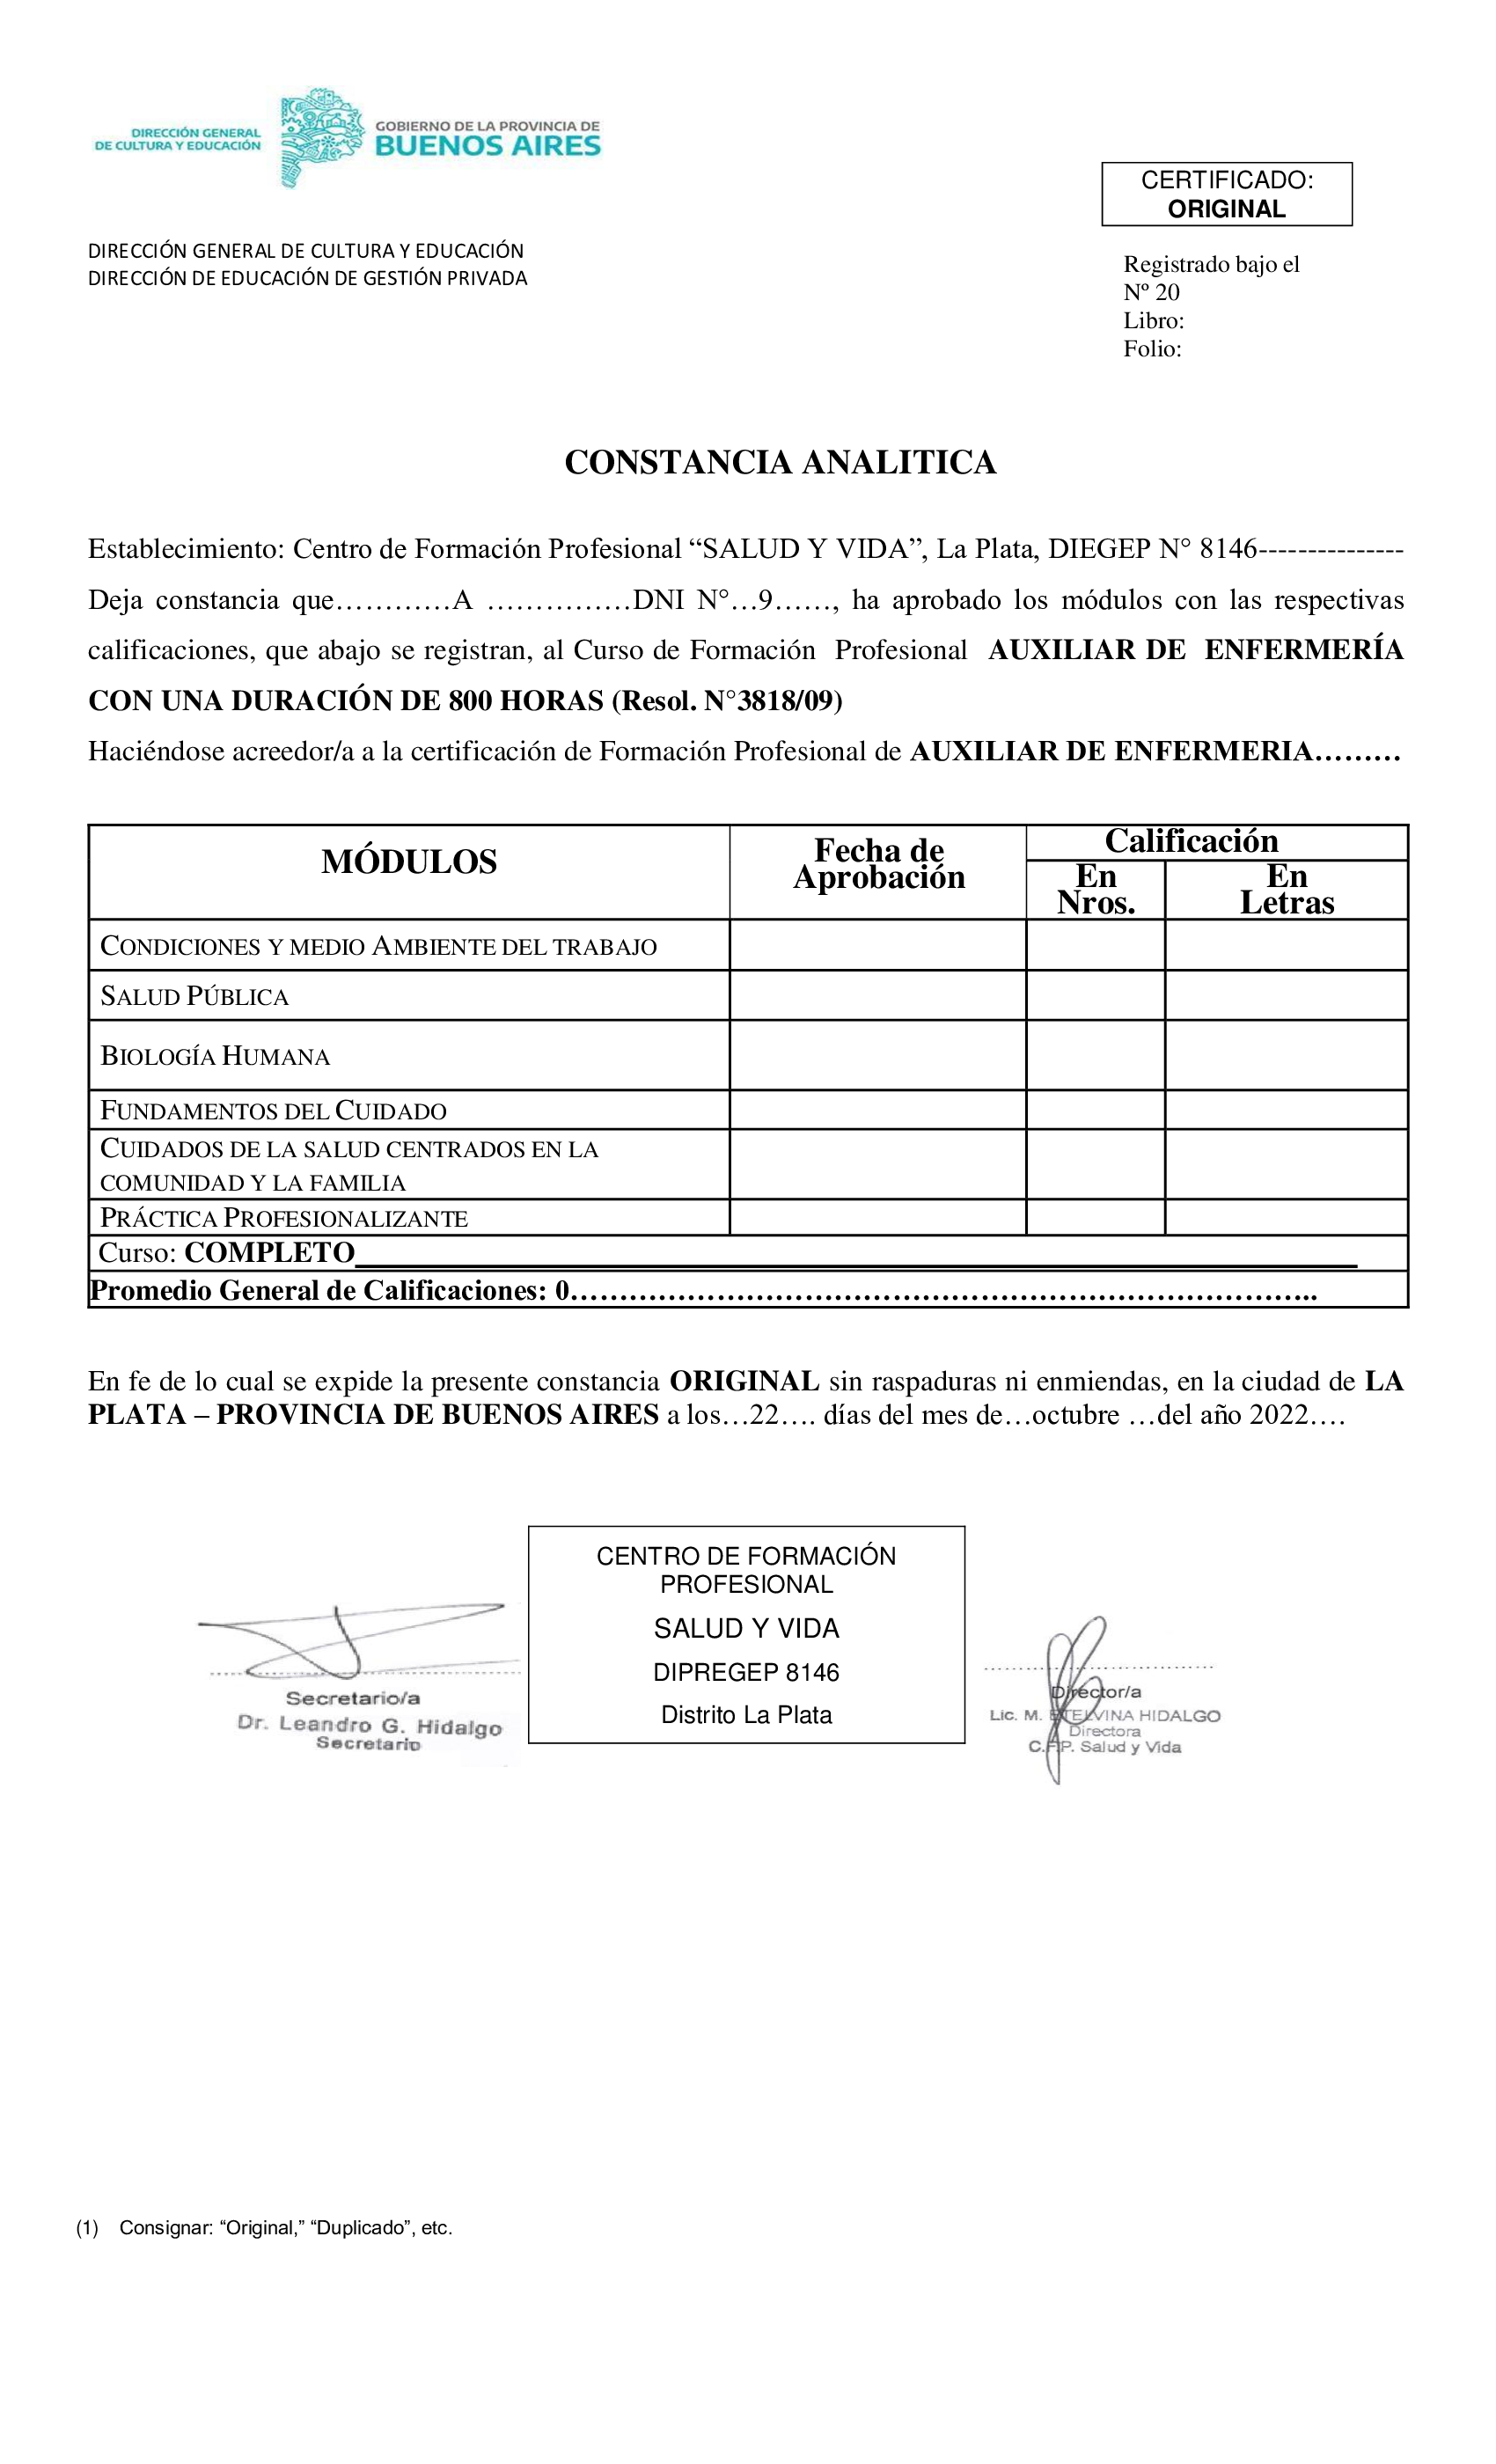 DIRECCIÓN GENERAL
DE CULTURA Y EDUCACIÓN
GOBIERNO DE LA PROVINCIA DE
BUENOS AIRES
CERTIFICADO:
ORIGINAL
DIRECCIÓN GENERAL DE CULTURA Y EDUCACIÓN
DIRECCIÓN DE EDUCACIÓN DE GESTIÓN PRIVADA
Registrado bajo el
Nº 20
Libro:
Folio:
CONSTANCIA ANALITICA
Establecimiento: Centro de Formación Profesional “SALUD Y VIDA”, La Plata, DIEGEP N° 8146---------------
Deja constancia que…………A ……………DNI N°…9……, ha aprobado los módulos con las respectivas
calificaciones, que abajo se registran, al Curso de Formación Profesional AUXILIAR DE ENFERMERÍA
CON UNA DURACIÓN DE 800 HORAS (Resol. N°3818/09)
Haciéndose acreedor/a a la certificación de Formación Profesional de AUXILIAR DE ENFERMERIA………
MÓDULOS
Fecha de
Aprobación
Calificación
En
Nros.
En
Letras
CONDICIONES Y MEDIO AMBIENTE DEL TRABAJO
SALUD PÚBLICA
BIOLOGÍA HUMANA
FUNDAMENTOS DEL CUIDADO
CUIDADOS DE LA SALUD CENTRADOS EN LA
COMUNIDAD Y LA FAMILIA
PRÁCTICA PROFESIONALIZANTE
Curso: COMPLETO
Promedio General de Calificaciones: 0…………………………………………………………………..
En fe de lo cual se expide la presente constancia ORIGINAL sin raspaduras ni enmiendas, en la ciudad de LA
PLATA – PROVINCIA DE BUENOS AIRES a los…22…. días del mes de…octubre …del año 2022….
CENTRO DE FORMACIÓN
PROFESIONAL
SALUD Y VIDA
DIPREGEP 8146
Distrito La Plata
Secretario/a
Dr. Leandro G. Hidalgo
Secretario
Director/a
Lic. M. ETELVINA HIDALGO
Directora
C.F.P. Salud y Vida
(1) Consignar: “Original,” “Duplicado”, etc.